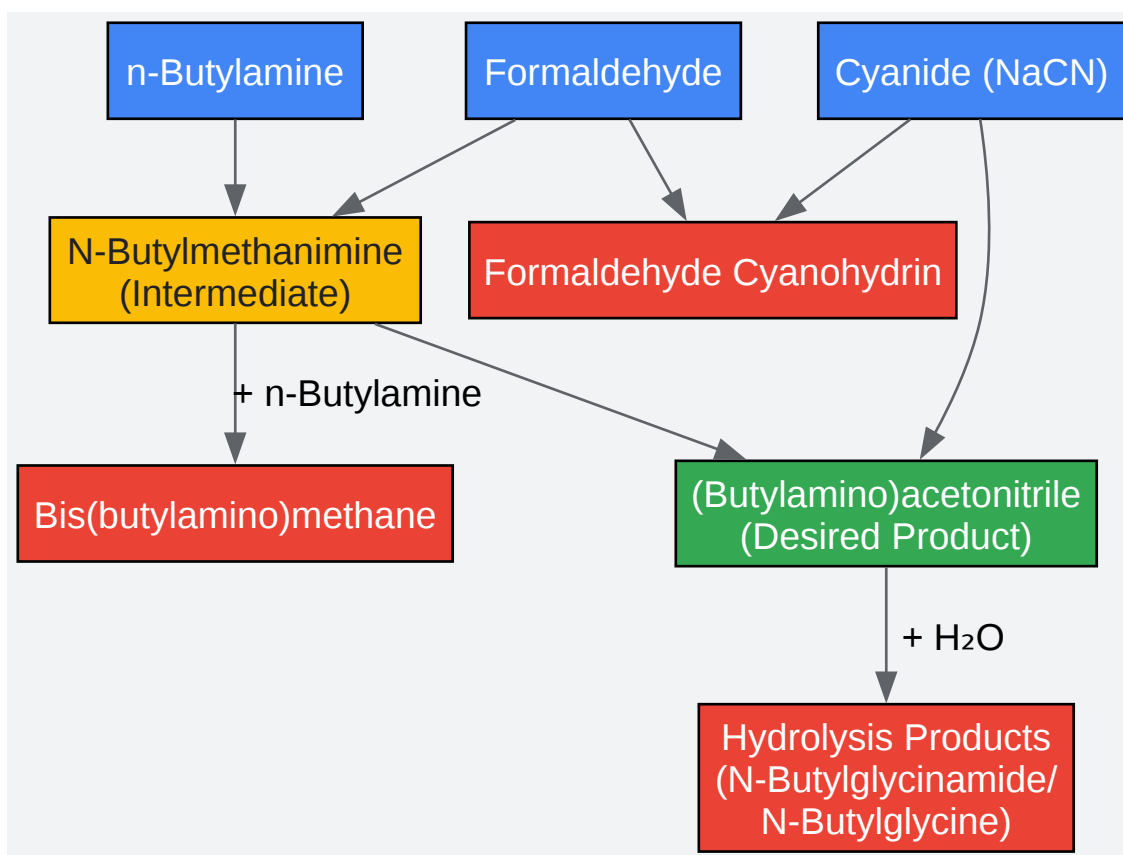 n-Butylamine
Formaldehyde
Cyanide (NaCN)
N-Butylmethanimine
(Intermediate)
Formaldehyde Cyanohydrin
+ n-Butylamine
Bis(butylamino)methane
(Butylamino)acetonitrile
(Desired Product)
+ H₂O
Hydrolysis Products
(N-Butylglycinamide/
N-Butylglycine)